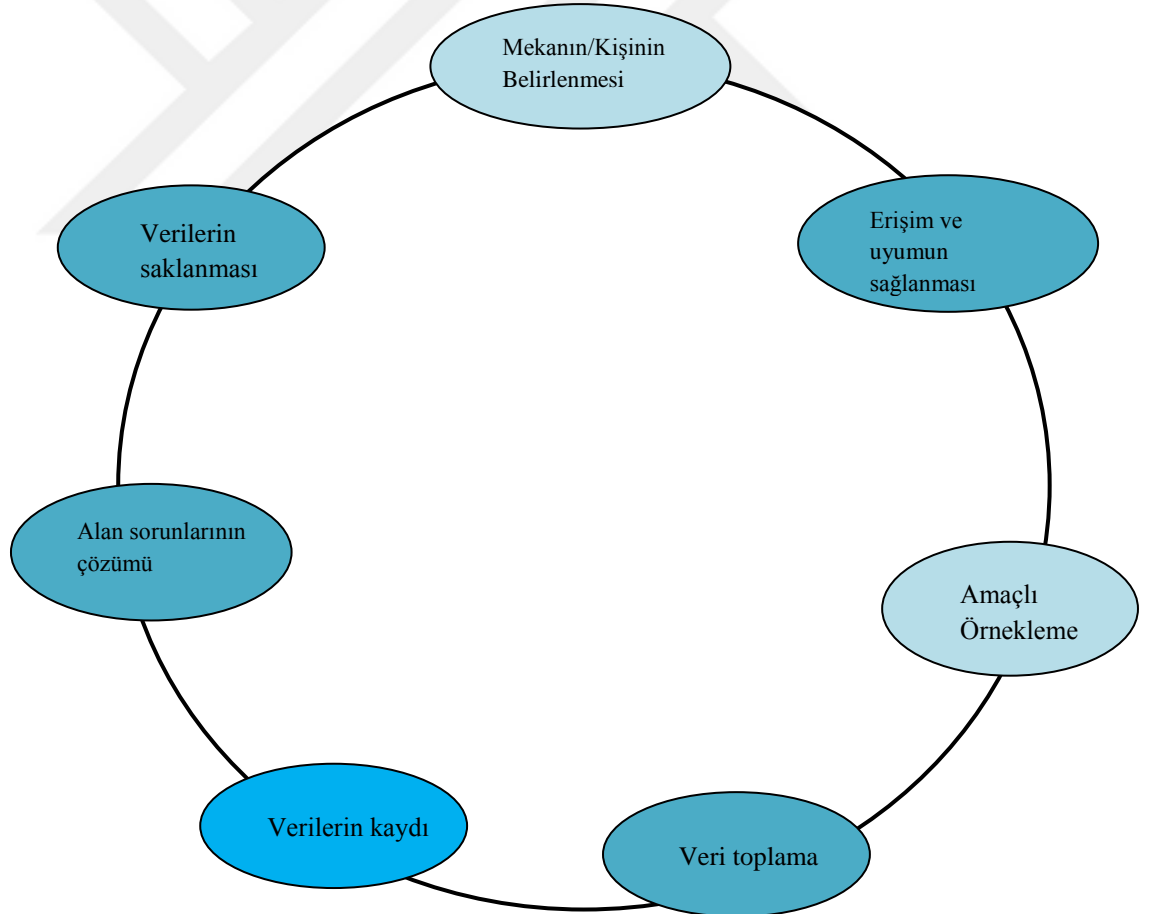 Mekanın/Kişinin
Belirlenmesi
Erişim ve
uyumun
sağlanması
Amaçlı
Örnekleme
Veri toplama
Verilerin kaydı
Alan sorunlarının
çözümü
Verilerin
saklanması